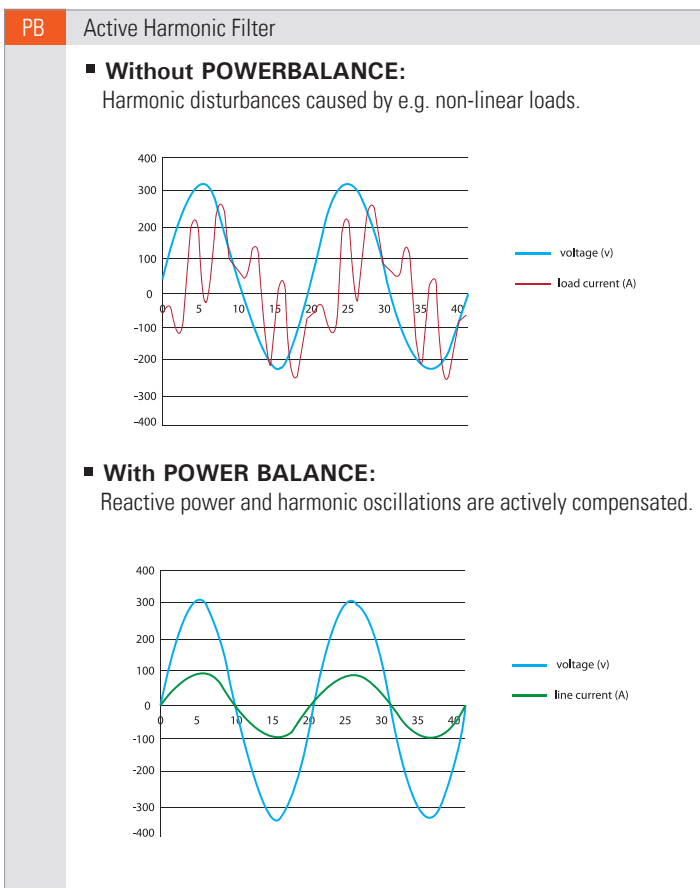 PB Active Harmonic Filter
▪ Without POWERBALANCE:
Harmonic disturbances caused by e.g. non-linear loads.
400
300
200
100
0
-100
-200
-300
-400
0 5 10 15 20 25 30 35 40
voltage (v)
load current (A)
▪ With POWER BALANCE:
Reactive power and harmonic oscillations are actively compensated.
400
300
200
100
0
-100
-200
-300
-400
0 5 10 15 20 25 30 35 40
voltage (v)
line current (A)